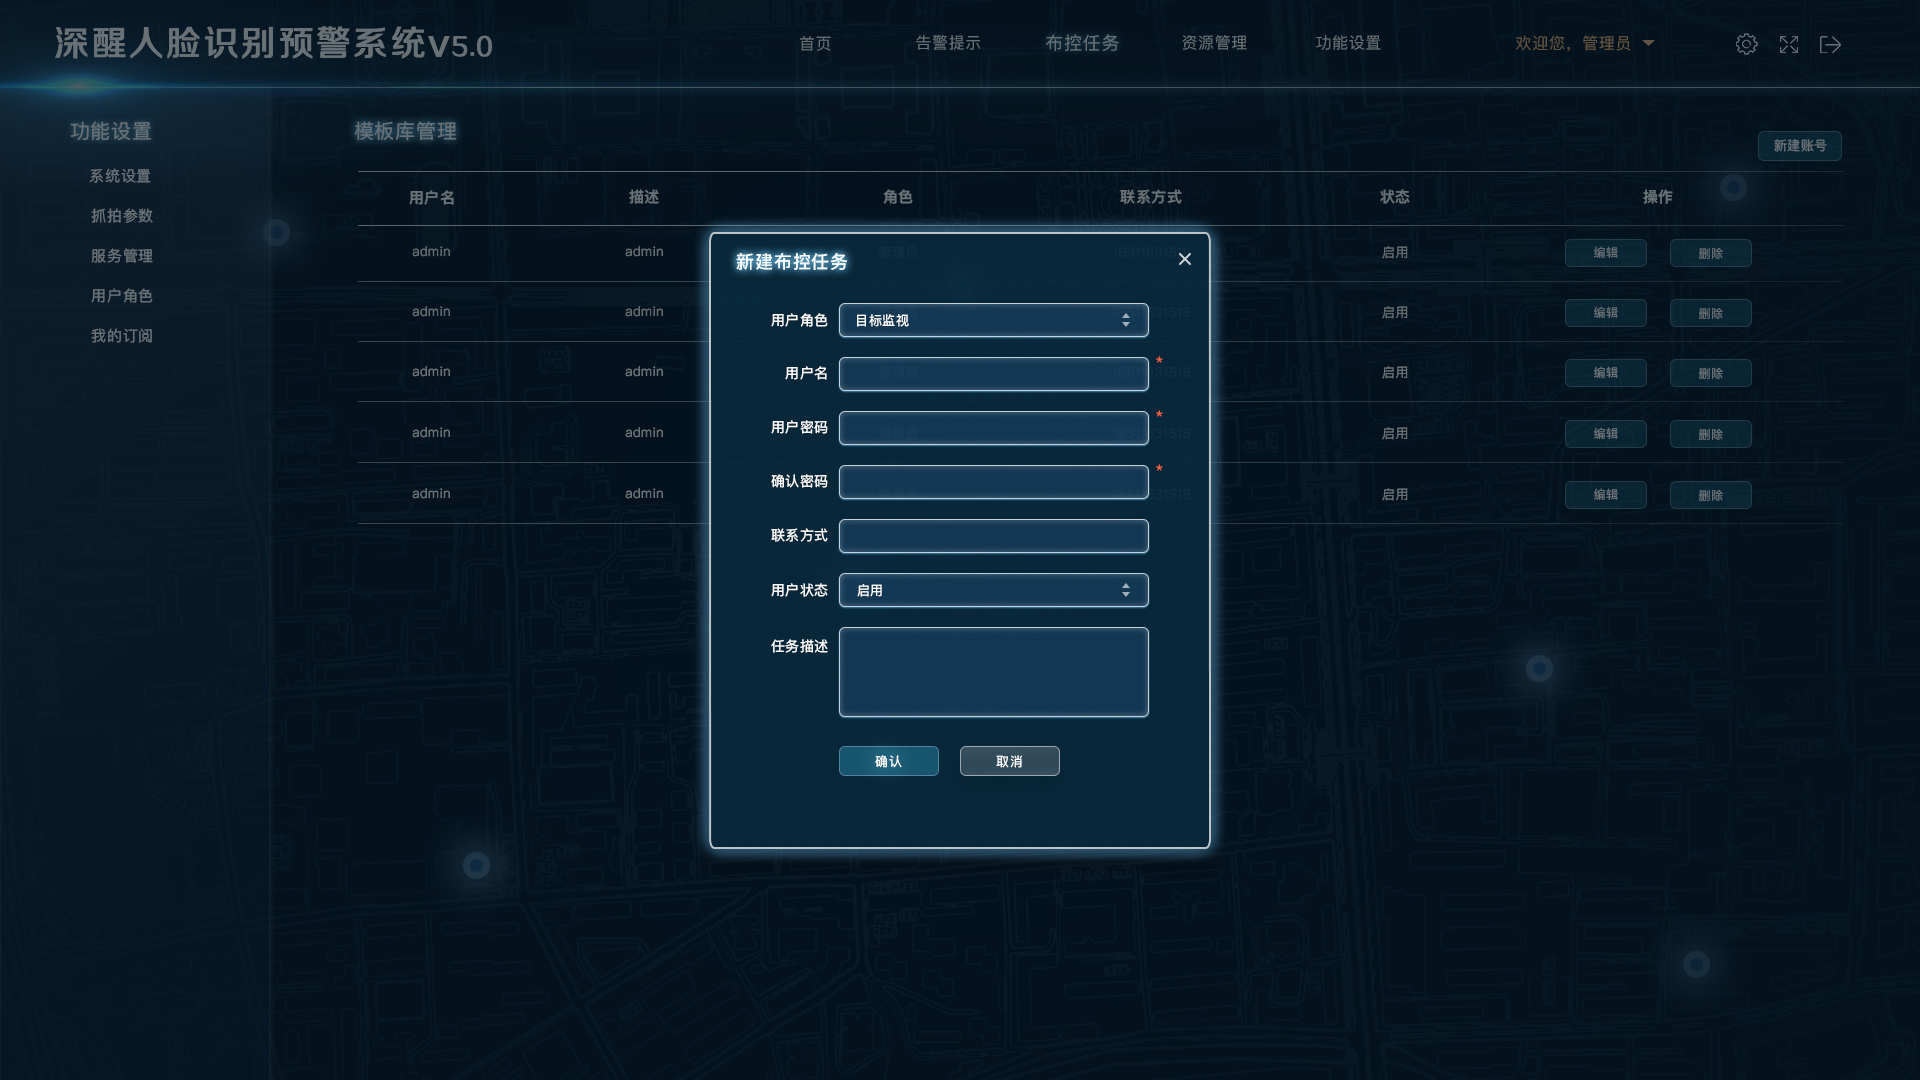 深醒人脸识别预警系统V5.0
首页 告警提示 布控任务 资源管理 功能设置 欢迎您，管理员
功能设置
系统设置
抓拍参数
服务管理
用户角色
我的订阅
模板库管理
新建账号
用户名 描述 角色 联系方式 状态 操作
admin admin 管理员 启用 编辑 删除
admin admin 启用 编辑 删除
admin admin 管理员 启用 编辑 删除
admin admin 启用 编辑 删除
admin admin 启用 编辑 删除
新建布控任务
用户角色 目标监视
用户名 *
用户密码 *
确认密码 *
联系方式
用户状态 启用
任务描述
确认 取消